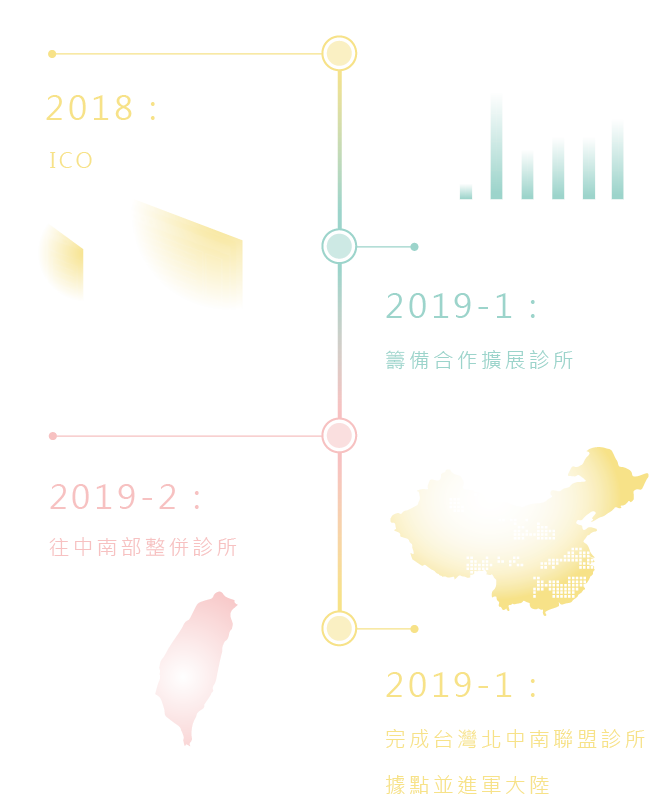 2018 :
ICO
2019-1 :
籌備合作擴展診所
2019-2 :
往中南部整併診所
2019-1 :
完成台灣北中南聯盟診所
據點並進軍大陸